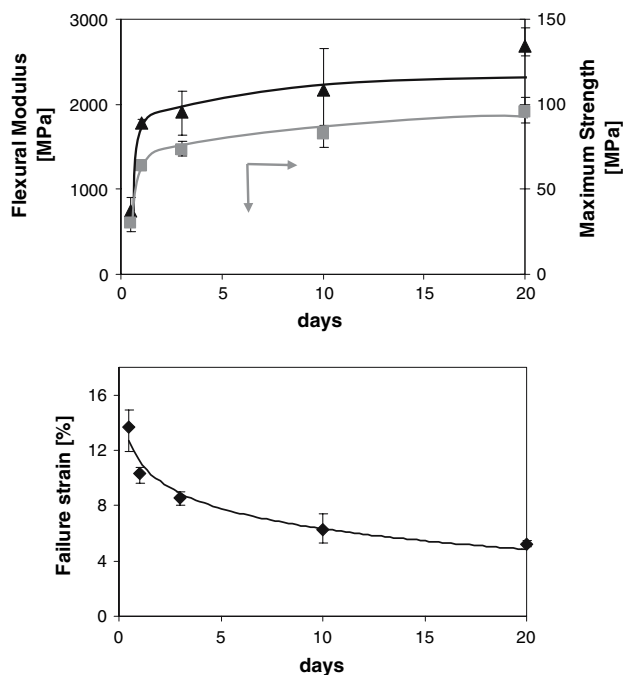 3000
2000
1000
0
Flexural Modulus
[MPa]
150
100
50
0
Maximum Strength
[MPa]
0 5 10 15 20
days
16
12
8
4
0
Failure strain [%]
0 5 10 15 20
days